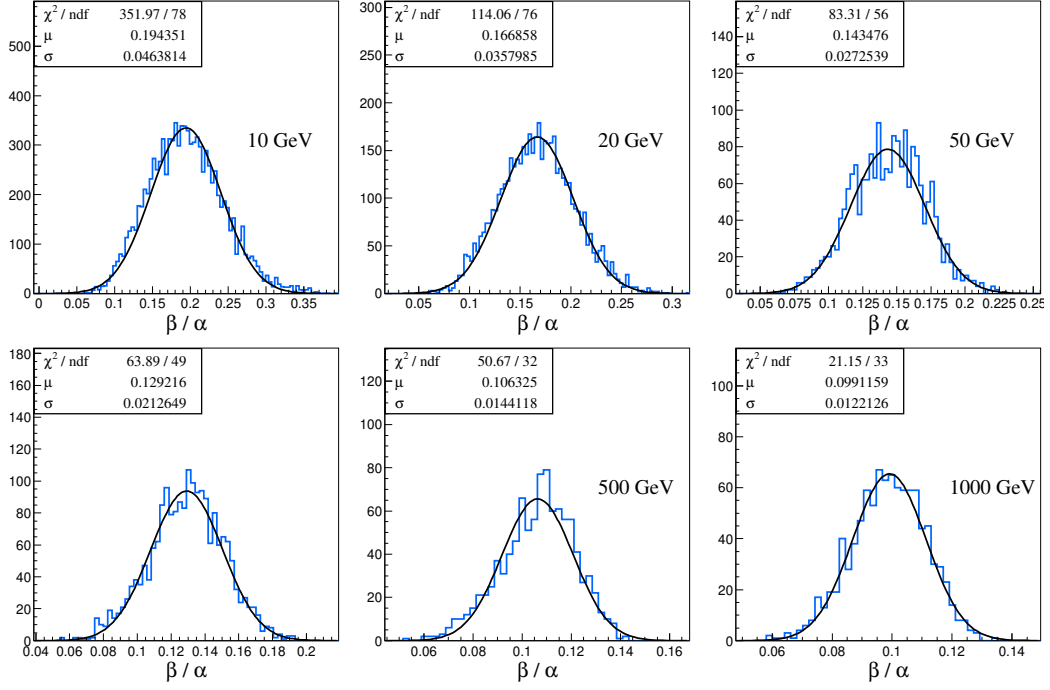 χ² / ndf 351.97 / 78
μ 0.194351
σ 0.0463814
10 GeV
0 100 200 300 400 500
0 0.05 0.1 0.15 0.2 0.25 0.3 0.35
β / α
χ² / ndf 114.06 / 76
μ 0.166858
σ 0.0357985
20 GeV
0 50 100 150 200 250 300
0.05 0.1 0.15 0.2 0.25 0.3
β / α
χ² / ndf 83.31 / 56
μ 0.143476
σ 0.0272539
50 GeV
0 20 40 60 80 100 120 140
0.05 0.075 0.1 0.125 0.15 0.175 0.2 0.225 0.25
β / α
χ² / ndf 63.89 / 49
μ 0.129216
σ 0.0212649
0 20 40 60 80 100 120 140 160 180
0.04 0.06 0.08 0.1 0.12 0.14 0.16 0.18 0.2
β / α
χ² / ndf 50.67 / 32
μ 0.106325
σ 0.0144118
500 GeV
0 20 40 60 80 100 120
0.06 0.08 0.1 0.12 0.14 0.16
β / α
χ² / ndf 21.15 / 33
μ 0.0991159
σ 0.0122126
1000 GeV
0 20 40 60 80 100
0.06 0.08 0.1 0.12 0.14
β / α